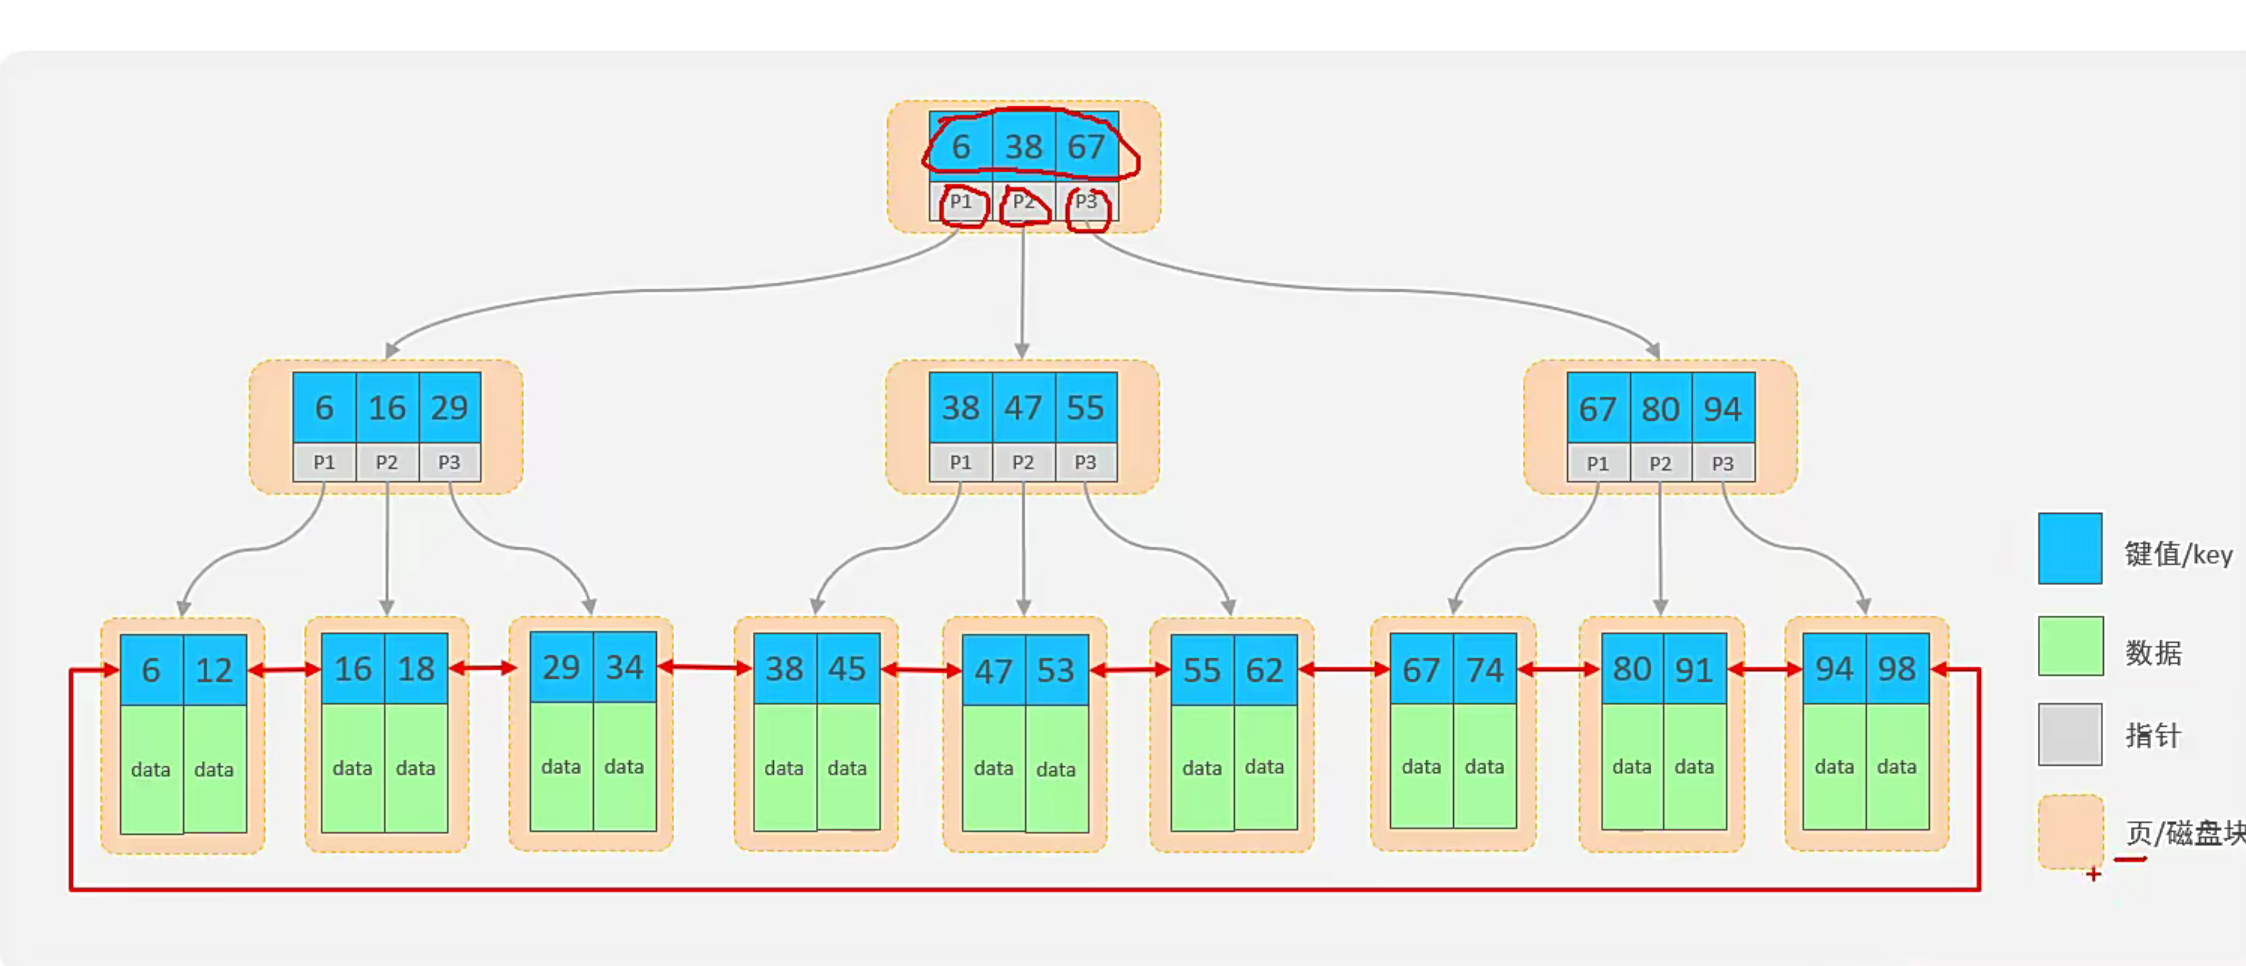 6 38 67
P1 P2 P3
6 16 29
P1 P2 P3
38 47 55
P1 P2 P3
67 80 94
P1 P2 P3
6 12
data data
16 18
data data
29 34
data data
38 45
data data
47 53
data data
55 62
data data
67 74
data data
80 91
data data
94 98
data data
键值/key
数据
指针
页/磁盘块